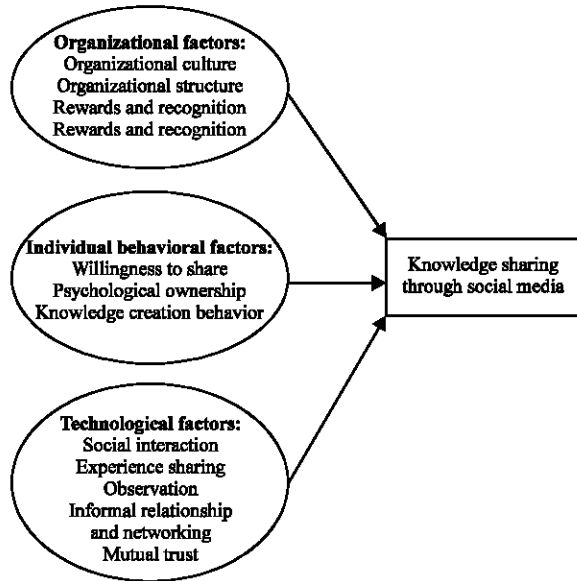 Organizational factors:
Organizational culture
Organizational structure
Rewards and recognition
Rewards and recognition
Individual behavioral factors:
Willingness to share
Psychological ownership
Knowledge creation behavior
Knowledge sharing
through social media
Technological factors:
Social interaction
Experience sharing
Observation
Informal relationship
and networking
Mutual trust